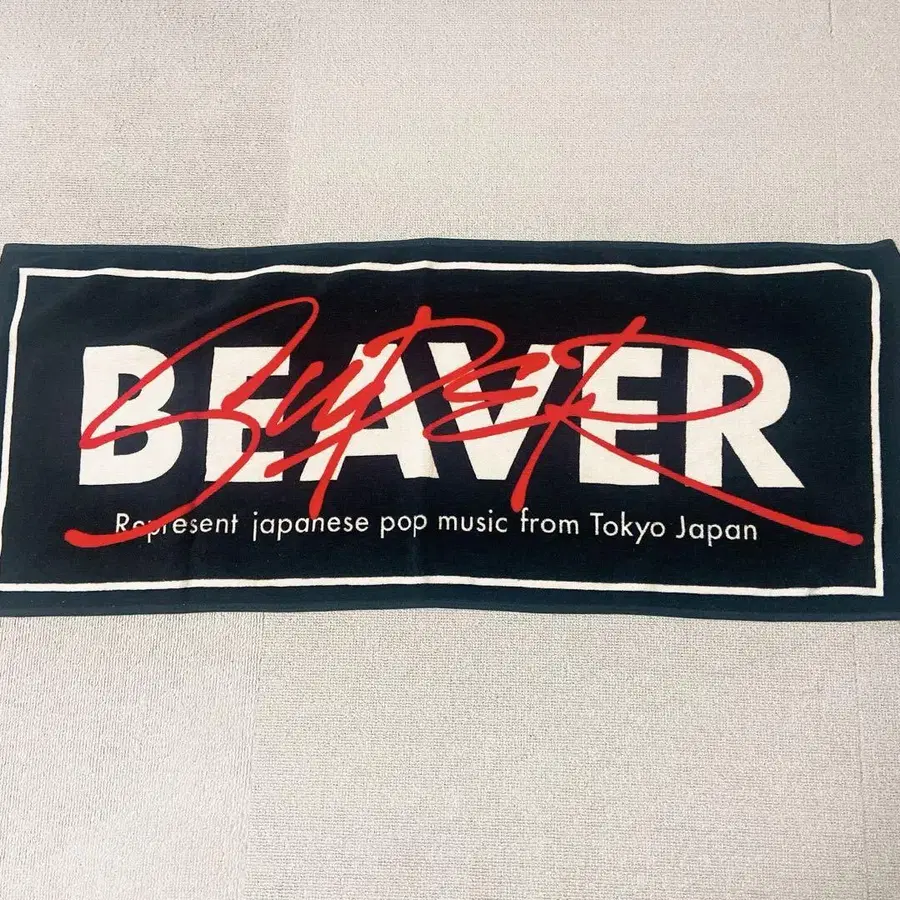 SUPER
BEAVER
Represent japanese pop music from Tokyo Japan